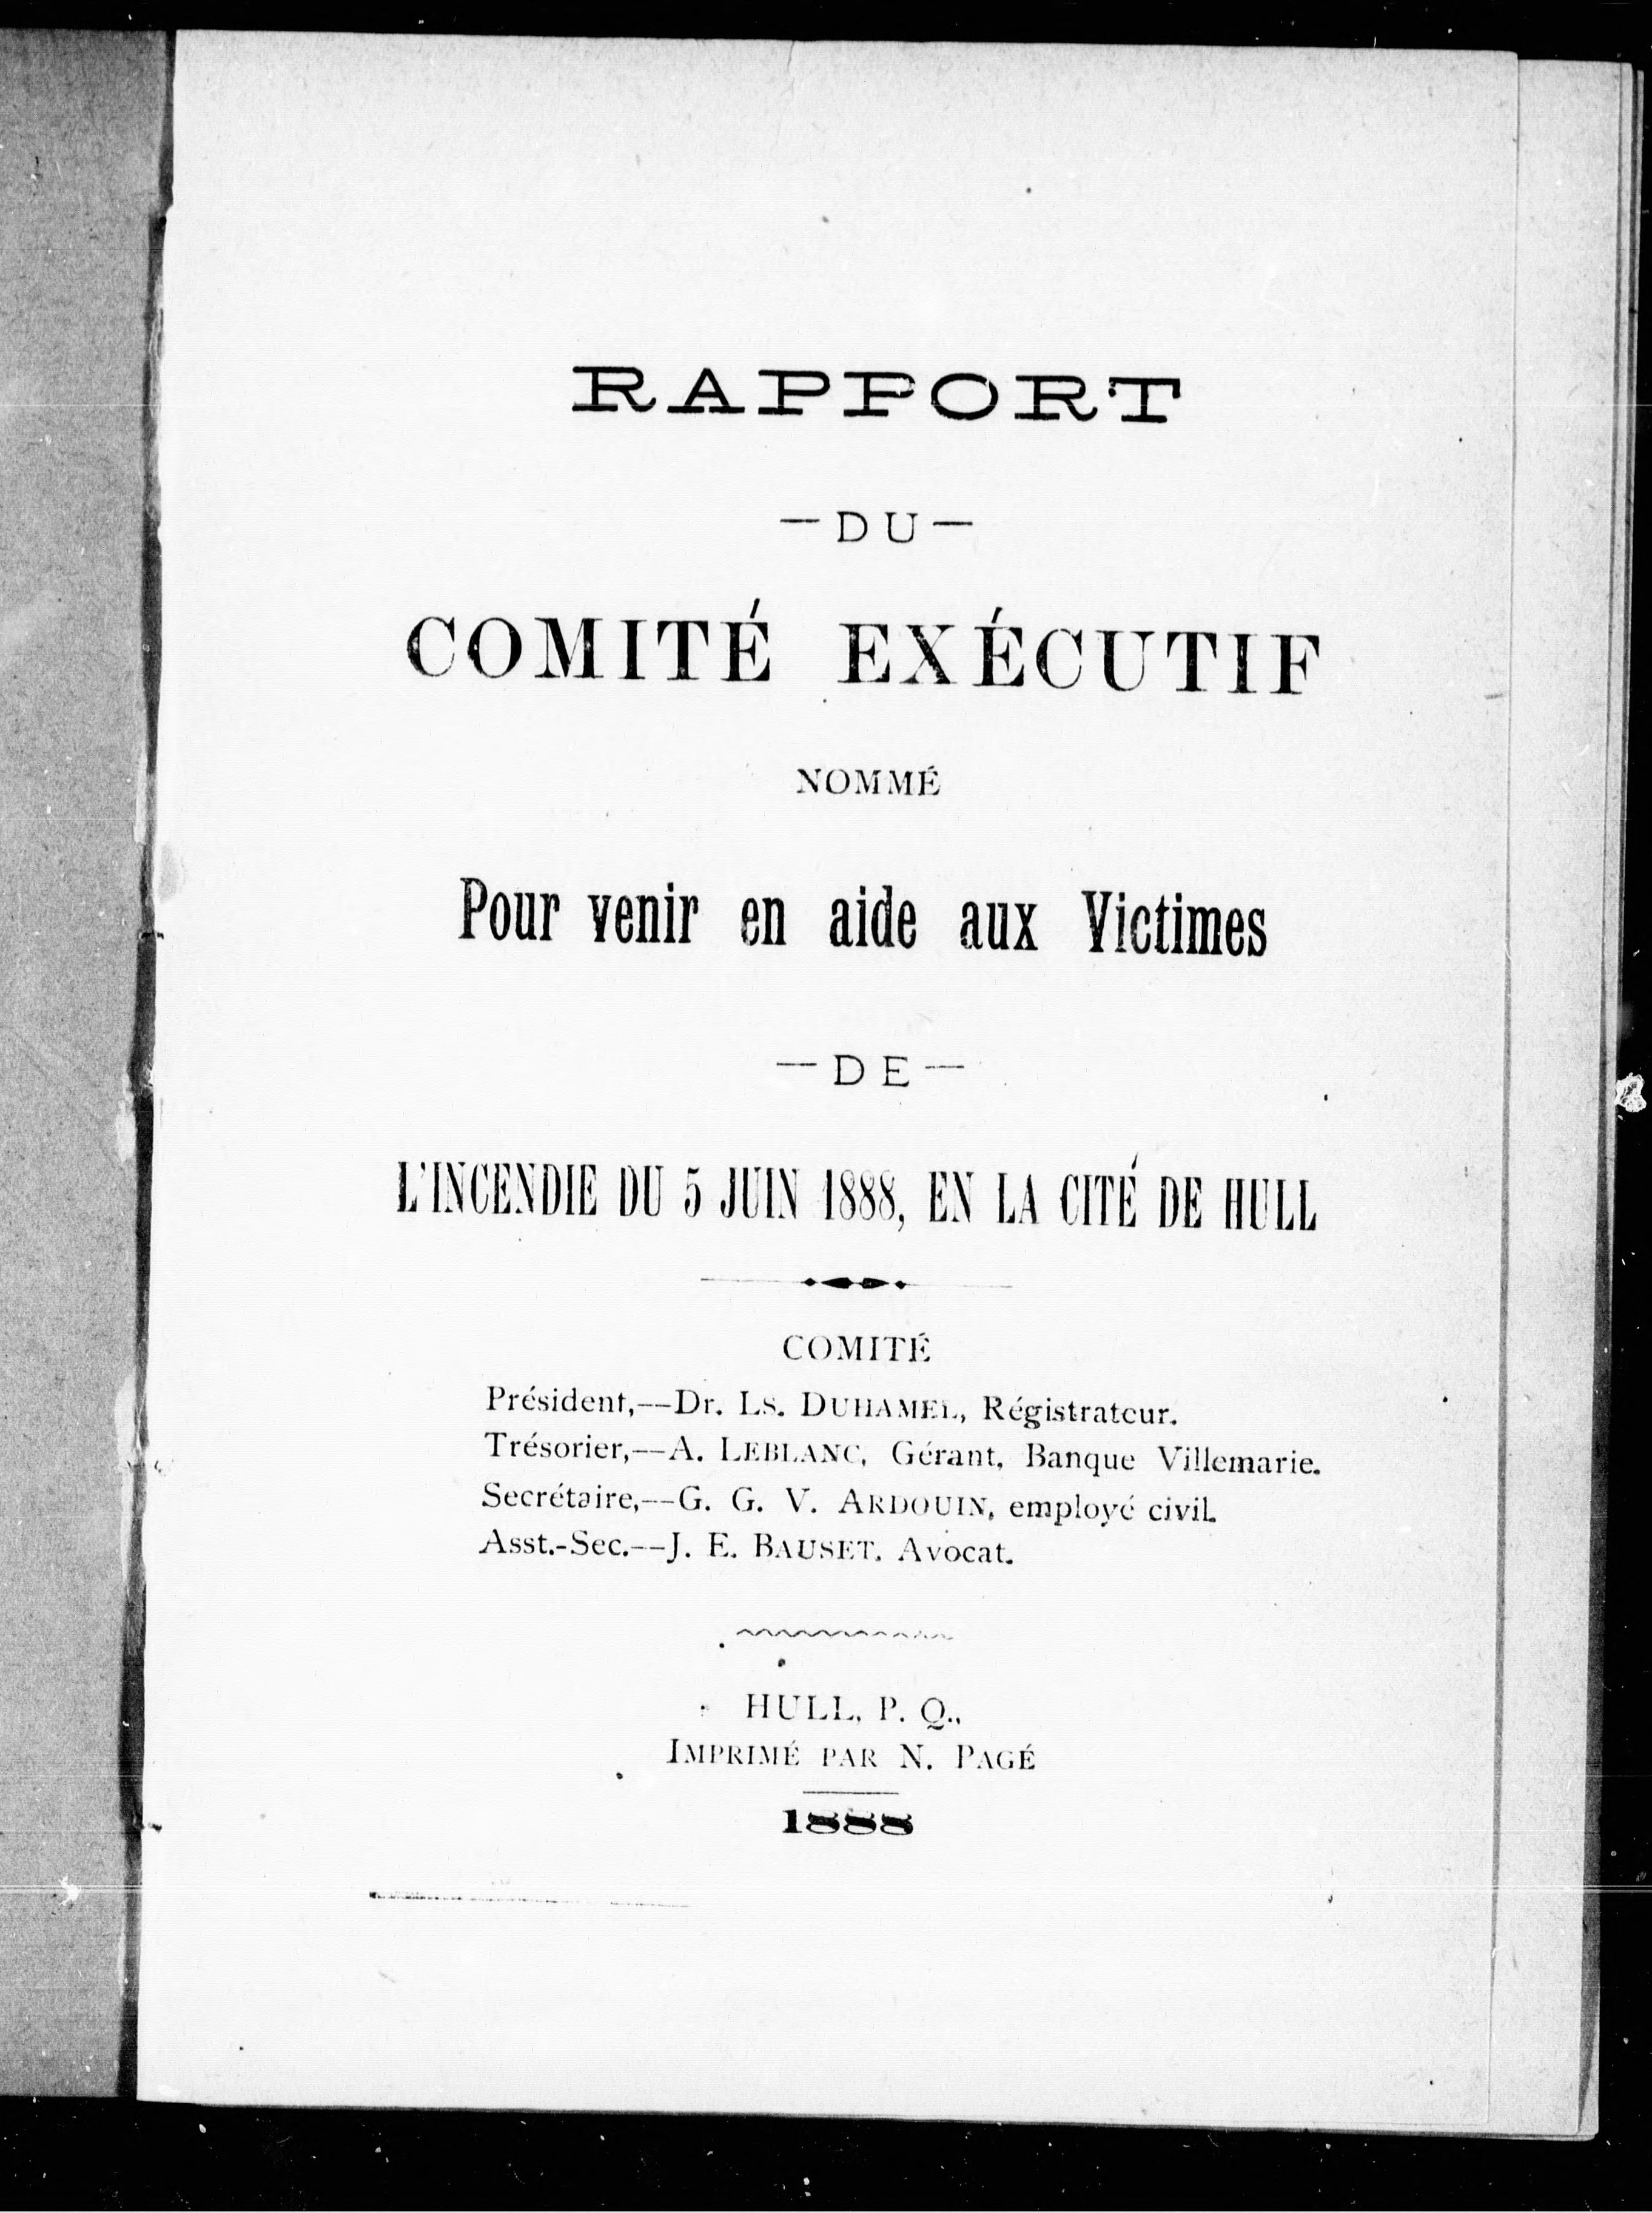 RAPPORT
—DU—
COMITÉ EXÉCUTIF
NOMMÉ
Pour venir en aide aux Victimes
—DE—
L'INCENDIE DU 5 JUIN 1888, EN LA CITÉ DE HULL
COMITÉ
Président,—Dr. LS. DUHAMEL, Régistrateur.
Trésorier,—A. LEBLANC, Gérant, Banque Villemarie.
Secrétaire,—G. G. V. ARDOUIN, employé civil.
Asst.-Sec.—J. E. BAUSET, Avocat.
HULL, P. Q.,
IMPRIMÉ PAR N. PAGÉ
1888